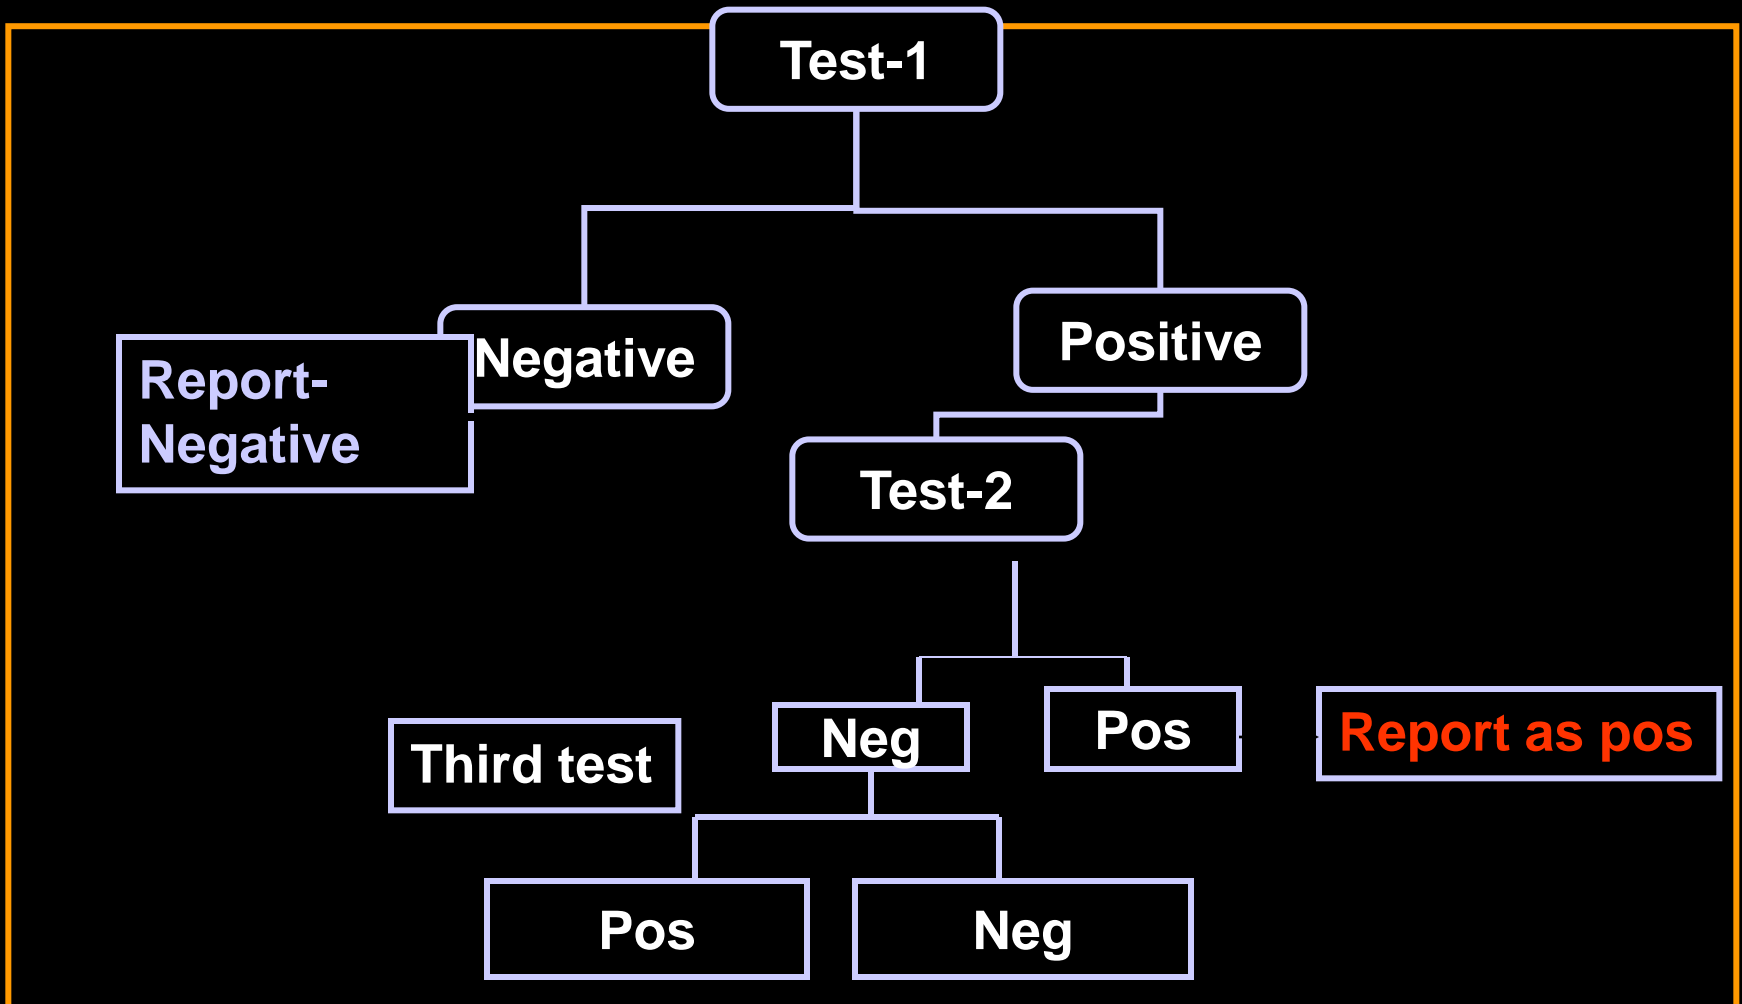 Test-1
Negative
Positive
Report-
Negative
Test-2
Third test
Neg
Pos
Report as pos
Pos
Neg